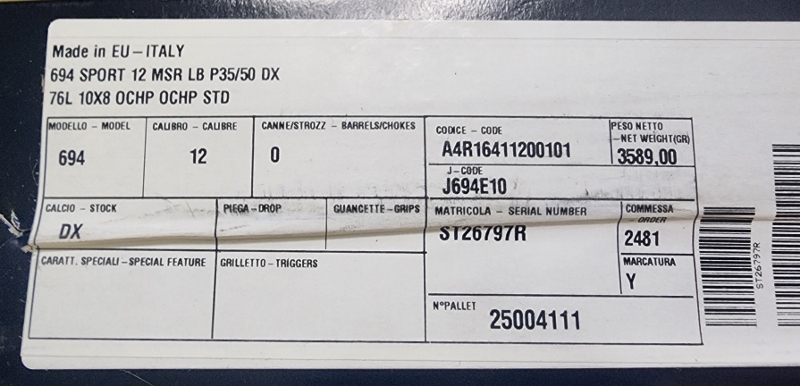 Made in EU-ITALY
694 SPORT 12 MSR LB P35/50 DX
76L 10X8 OCHP OCHP STD
MODELLO - MODEL
694
CALIBRO - CALIBRE
12
CANNE/STROZZ - BARRELS/CHOKES
0
CODICE - CODE
A4R16411200101
PESO NETTO
-NET WEIGHT(GR)
3589,00
J-CODE
J694E10
CALCIO - STOCK
DX
PIEGA-DROP
GUANCETTE-GRIPS
MATRICOLA - SERIAL NUMBER
ST26797R
COMMESSA
- ORDER
2481
CARATT. SPECIALI-SPECIAL FEATURE
GRILLETTO-TRIGGERS
MARCATURA
Y
N°PALLET
25004111
ST26797R